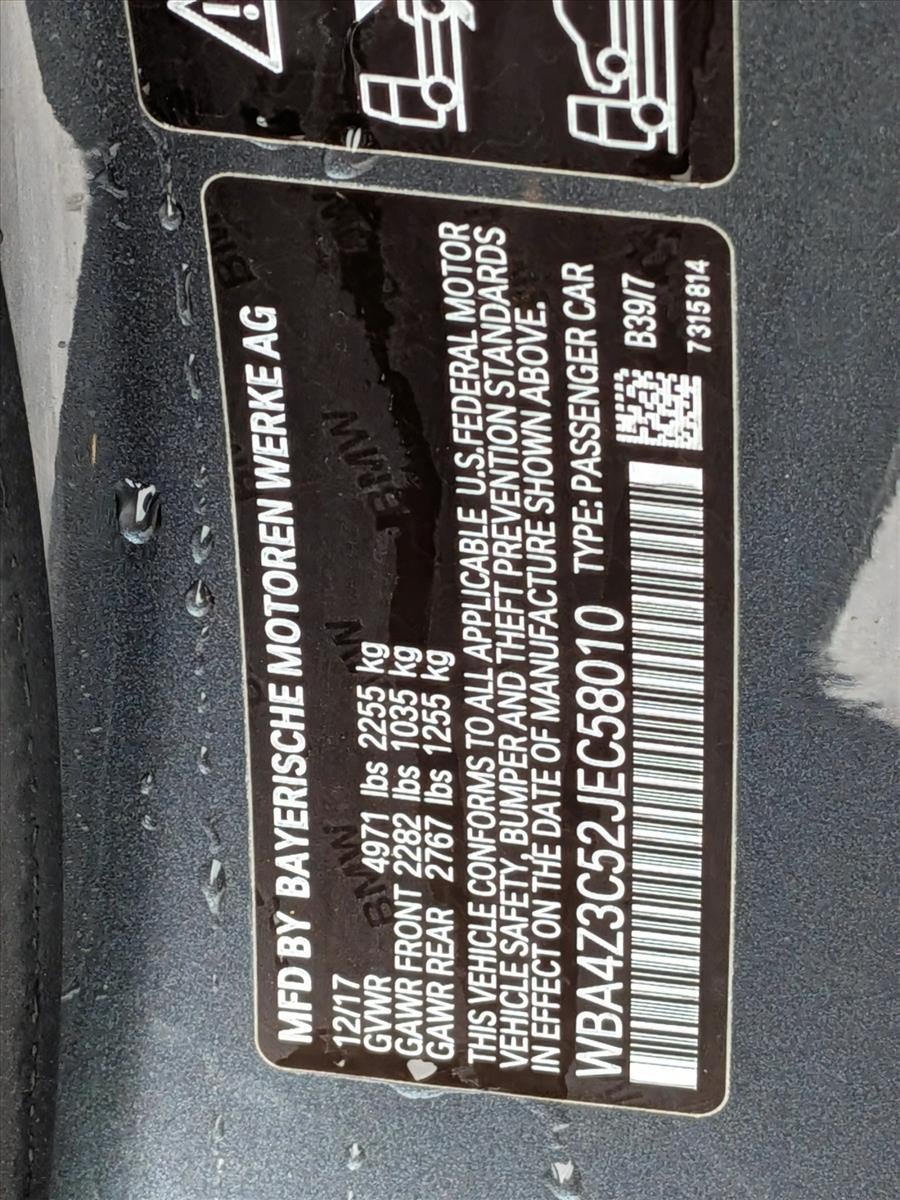 MFD BY BAYERISCHE MOTOREN WERKE AG
12/17
GVWR 4971 lbs 2255 kg
GAWR FRONT 2282 lbs 1035 kg
GAWR REAR 2767 lbs 1255 kg
THIS VEHICLE CONFORMS TO ALL APPLICABLE U.S. FEDERAL MOTOR
VEHICLE SAFETY, BUMPER AND THEFT PREVENTION STANDARDS
IN EFFECT ON THE DATE OF MANUFACTURE SHOWN ABOVE.
WBA4Z3C52JEC58010 TYPE: PASSENGER CAR
B39/7
7315814
BMW
BMW